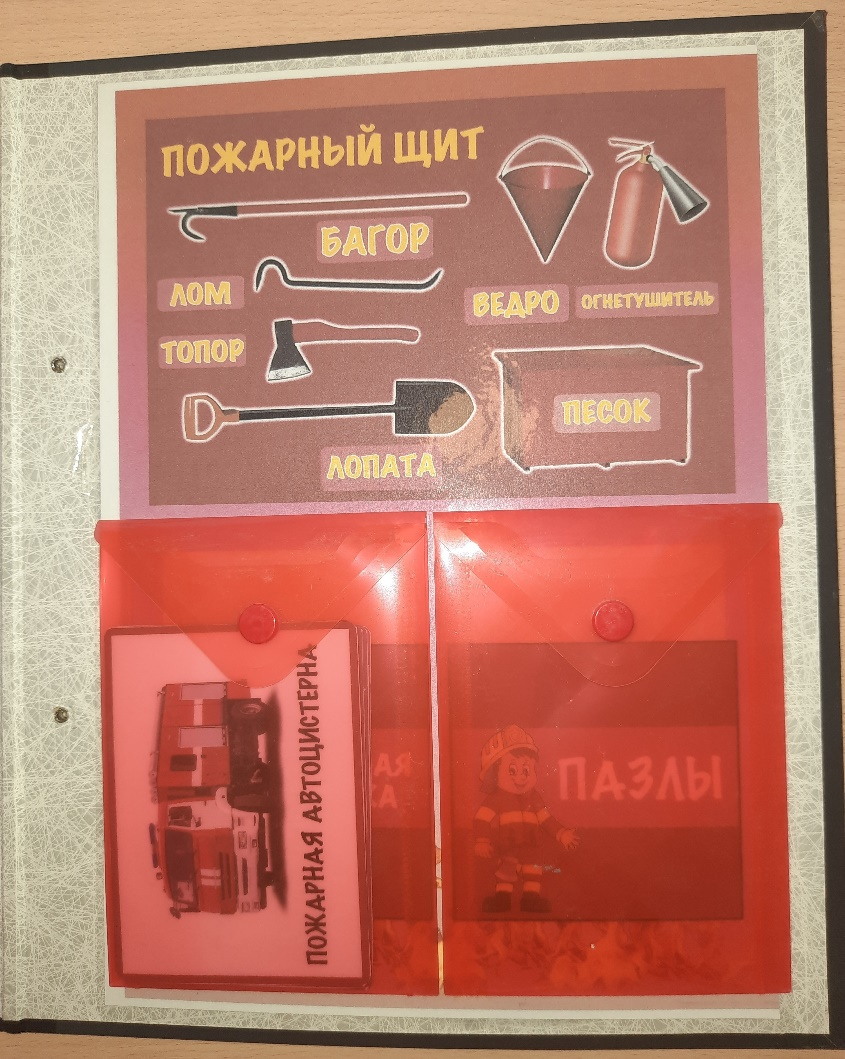 ПОЖАРНЫЙ ЩИТ
БАГОР
ЛОМ
ТОПОР
ЛОПАТА
ВЕДРО
ОГНЕТУШИТЕЛЬ
ПЕСОК
ПОЖАРНАЯ АВТОЦИСТЕРНА
ПАЗЛЫ